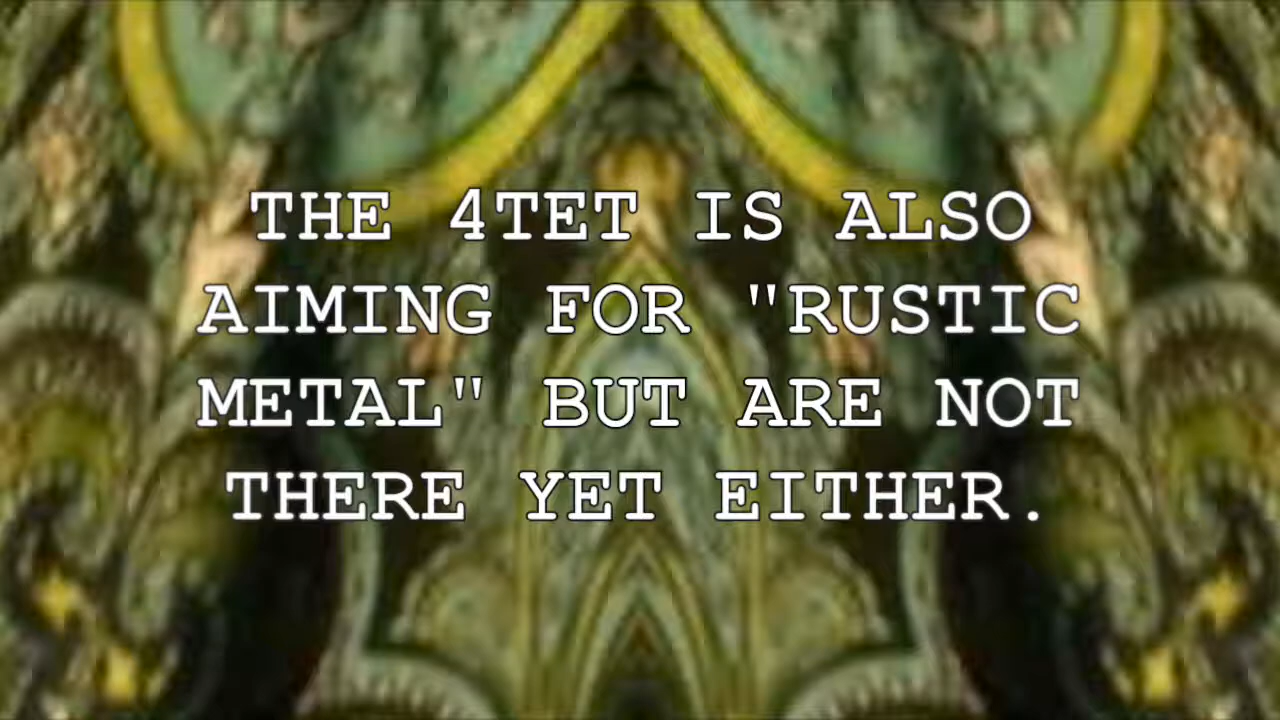 THE 4TET IS ALSO
AIMING FOR "RUSTIC
METAL" BUT ARE NOT
THERE YET EITHER.